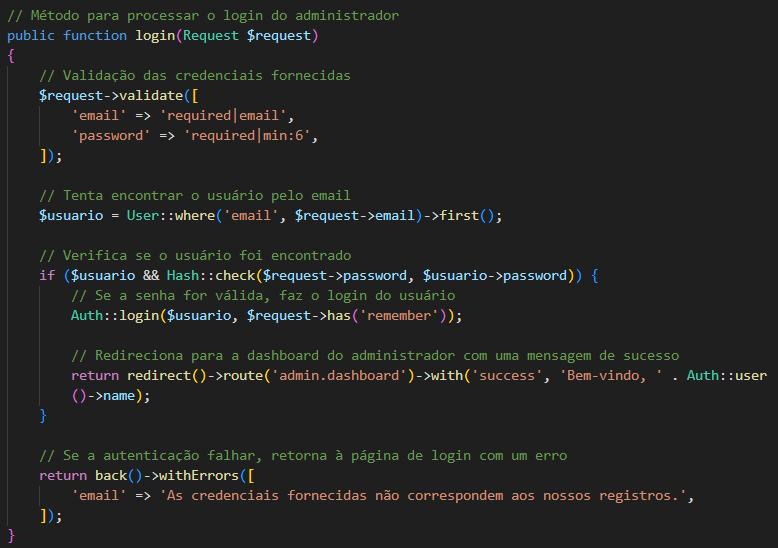 // Método para processar o login do administrador
public function login(Request $request)
{
    // Validação das credenciais fornecidas
    $request->validate([
        'email' => 'required|email',
        'password' => 'required|min:6',
    ]);

    // Tenta encontrar o usuário pelo email
    $usuario = User::where('email', $request->email)->first();

    // Verifica se o usuário foi encontrado
    if ($usuario && Hash::check($request->password, $usuario->password)) {
        // Se a senha for válida, faz o login do usuário
        Auth::login($usuario, $request->has('remember'));

        // Redireciona para a dashboard do administrador com uma mensagem de sucesso
        return redirect()->route('admin.dashboard')->with('success', 'Bem-vindo, ' . Auth::user
        ()->name);
    }

    // Se a autenticação falhar, retorna à página de login com um erro
    return back()->withErrors([
        'email' => 'As credenciais fornecidas não correspondem aos nossos registros.',
    ]);
}